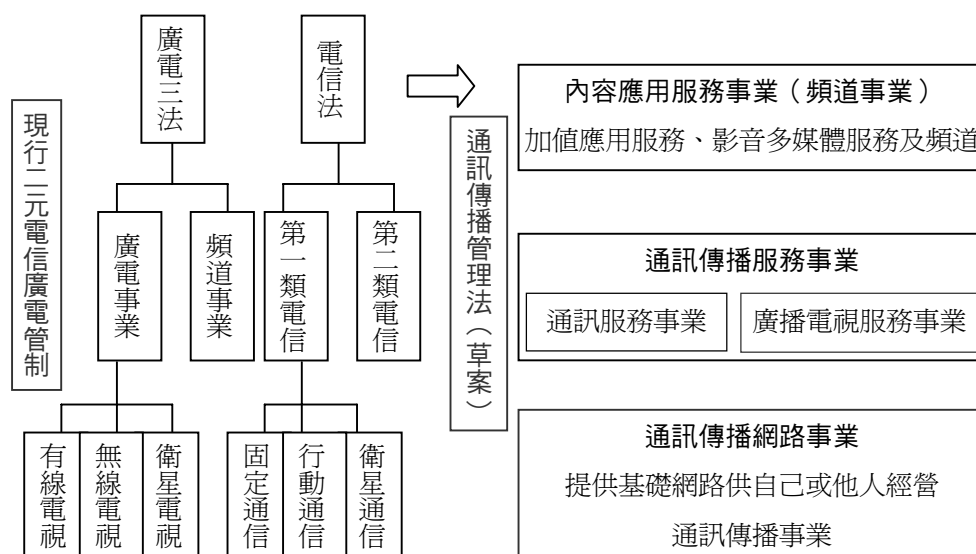 現行二元電信廣電管制
廣電三法
電信法
廣電事業
頻道事業
第一類電信
第二類電信
有線電視
無線電視
衛星電視
固定通信
行動通信
衛星通信
通訊傳播管理法（草案）
內容應用服務事業（頻道事業）
加值應用服務、影音多媒體服務及頻道
通訊傳播服務事業
通訊服務事業
廣播電視服務事業
通訊傳播網路事業
提供基礎網路供自己或他人經營
通訊傳播事業